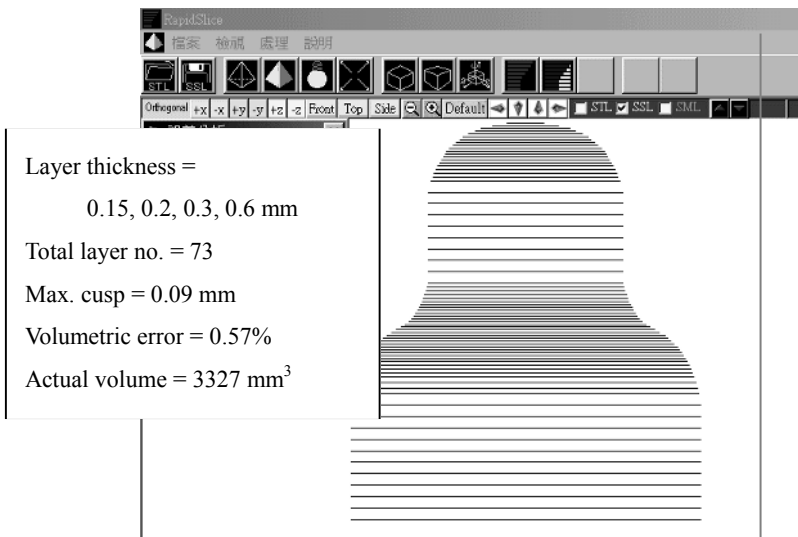 RapidSlice
檔案 檢視 處理 說明
STL SSL
Orthogonal +X -X +y -y +z -z Front Top Side Default STL SSL SML
Layer thickness =
0.15, 0.2, 0.3, 0.6 mm
Total layer no. = 73
Max. cusp = 0.09 mm
Volumetric error = 0.57%
Actual volume = 3327 mm³